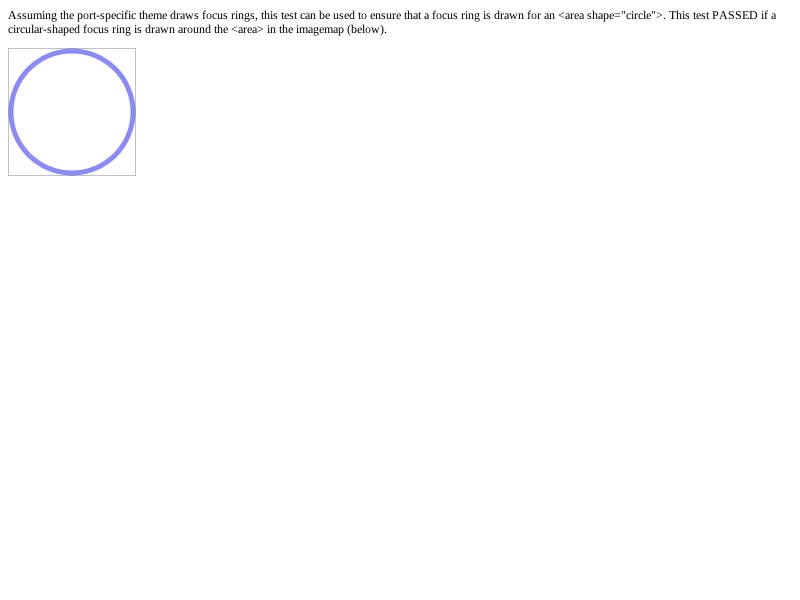 Assuming the port-specific theme draws focus rings, this test can be used to ensure that a focus ring is drawn for an <area shape="circle">. This test PASSED if a
circular-shaped focus ring is drawn around the <area> in the imagemap (below).